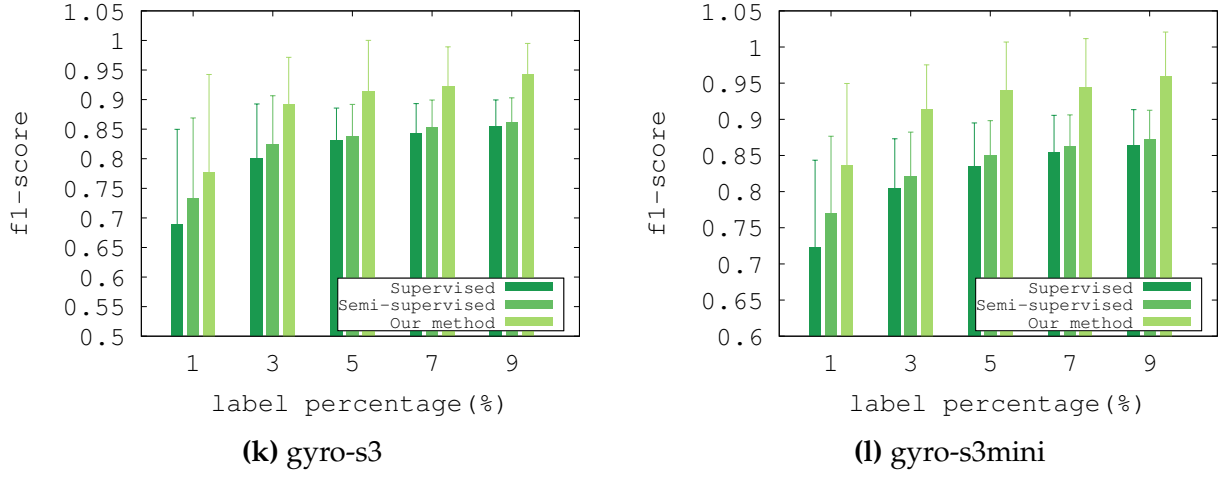 1.05
1
0.95
0.9
0.85
0.8
0.75
0.7
0.65
0.6
0.55
0.5
f1-score
Supervised
Semi-supervised
Our method
1 3 5 7 9
label percentage(%)
(k) gyro-s3
1.05
1
0.95
0.9
0.85
0.8
0.75
0.7
0.65
0.6
f1-score
Supervised
Semi-supervised
Our method
1 3 5 7 9
label percentage(%)
(l) gyro-s3mini